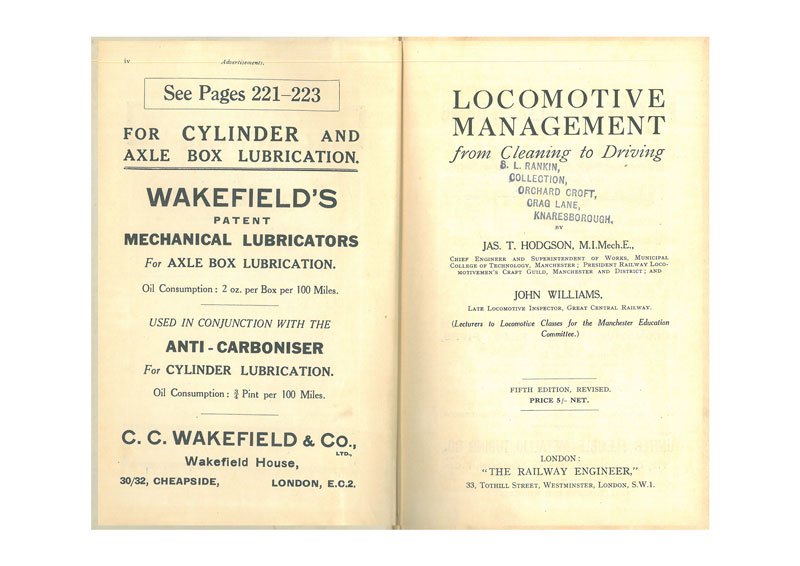 iv
Advertisements.
See Pages 221–223
FOR CYLINDER AND
AXLE BOX LUBRICATION.
WAKEFIELD'S
PATENT
MECHANICAL LUBRICATORS
For AXLE BOX LUBRICATION.
Oil Consumption : 2 oz. per Box per 100 Miles.
USED IN CONJUNCTION WITH THE
ANTI - CARBONISER
For CYLINDER LUBRICATION.
Oil Consumption : ¾ Pint per 100 Miles.
C. C. WAKEFIELD & Co.,
LTD.,
Wakefield House,
30/32, CHEAPSIDE, LONDON, E.C.2.
LOCOMOTIVE
MANAGEMENT
from Cleaning to Driving
B. L. RANKIN,
COLLECTION,
ORCHARD CROFT,
CRAG LANE,
KNARESBOROUGH.
BY
JAS. T. HODGSON, M.I.Mech.E.,
Chief Engineer and Superintendent of Works, Municipal
College of Technology, Manchester ; President Railway Loco-
motivemen's Craft Guild, Manchester and District ; and
JOHN WILLIAMS,
Late Locomotive Inspector, Great Central Railway.
(Lecturers to Locomotive Classes for the Manchester Education
Committee.)
FIFTH EDITION, REVISED.
PRICE 5/- NET.
LONDON :
"THE RAILWAY ENGINEER,"
33, Tothill Street, Westminster, London, S.W.1.